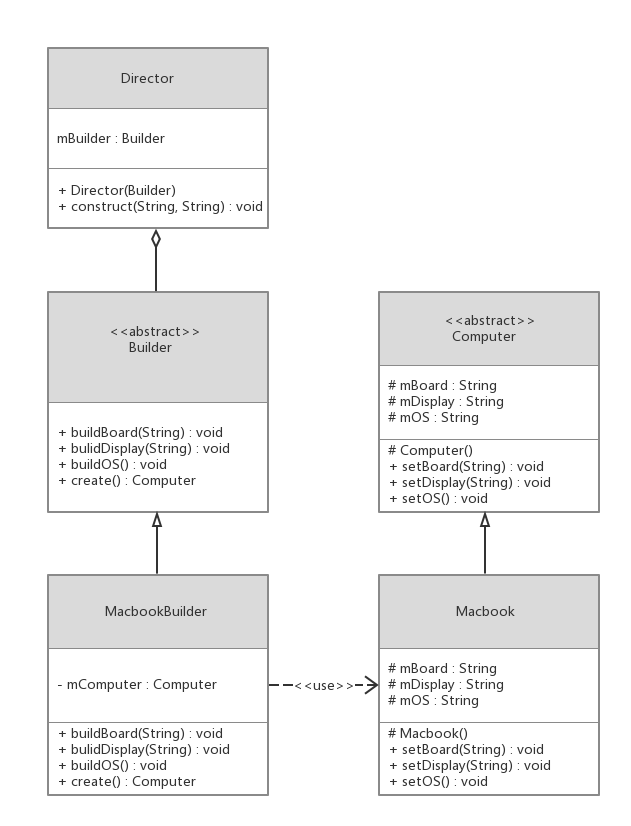 Director
mBuilder : Builder
+ Director(Builder)
+ construct(String, String) : void
<<abstract>>
Builder
+ buildBoard(String) : void
+ bulidDisplay(String) : void
+ buildOS() : void
+ create() : Computer
<<abstract>>
Computer
# mBoard : String
# mDisplay : String
# mOS : String
# Computer()
+ setBoard(String) : void
+ setDisplay(String) : void
+ setOS() : void
MacbookBuilder
- mComputer : Computer
+ buildBoard(String) : void
+ bulidDisplay(String) : void
+ buildOS() : void
+ create() : Computer
<<use>>
Macbook
# mBoard : String
# mDisplay : String
# mOS : String
# Macbook()
+ setBoard(String) : void
+ setDisplay(String) : void
+ setOS() : void